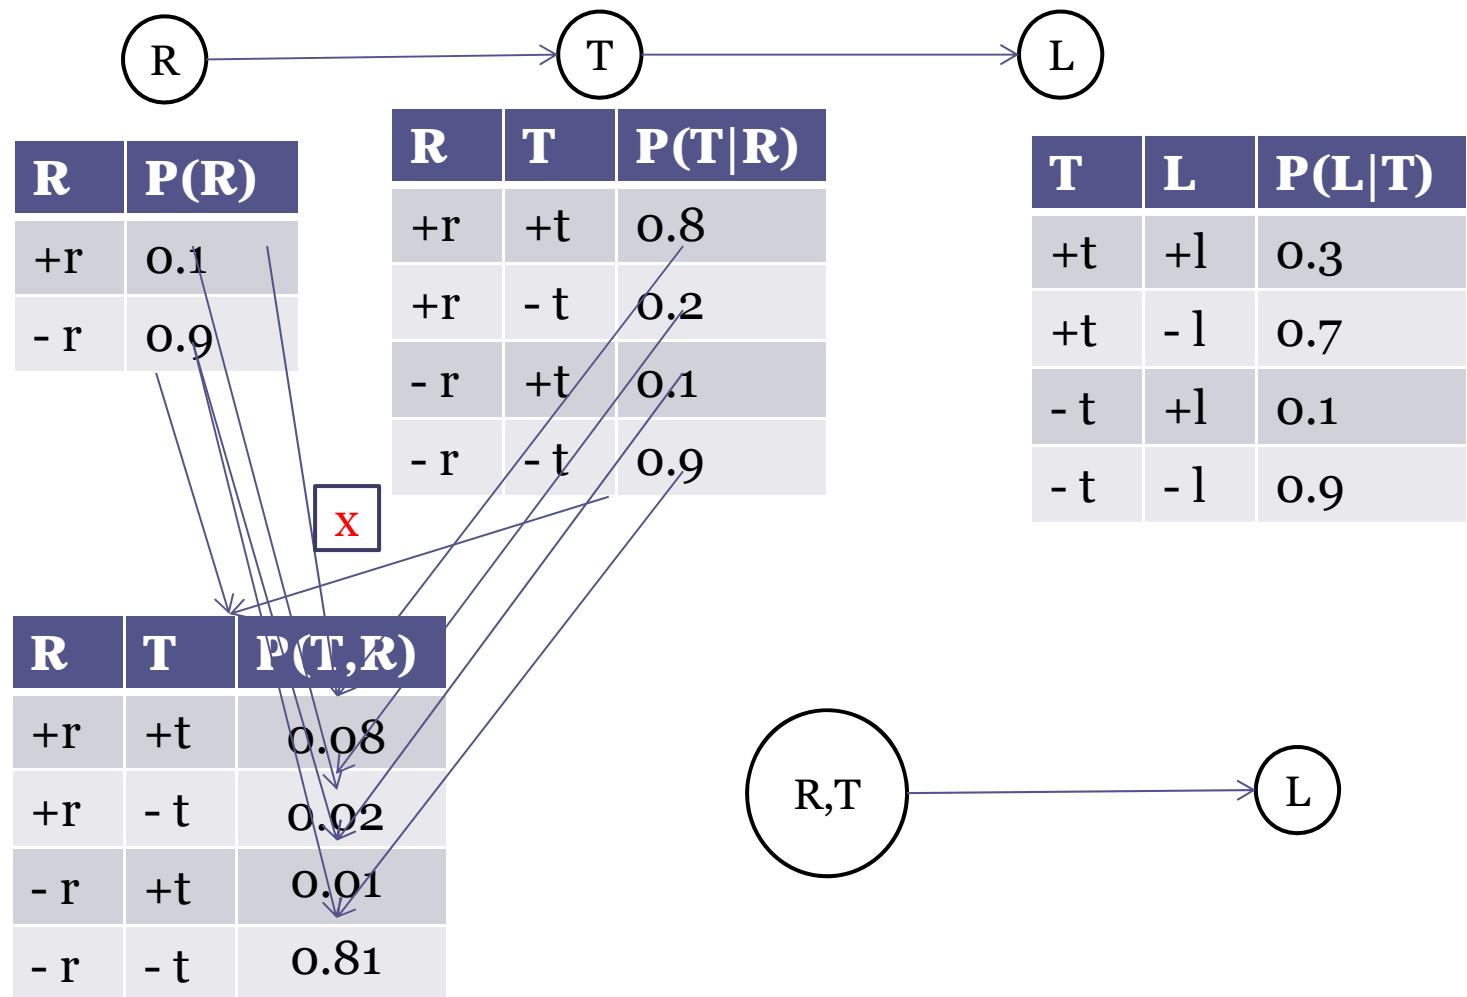 R
T
L
R P(R)
+r 0.1
- r 0.9
R T P(T|R)
+r +t 0.8
+r - t 0.2
- r +t 0.1
- r - t 0.9
T L P(L|T)
+t +l 0.3
+t - l 0.7
- t +l 0.1
- t - l 0.9
x
R T P(T,R)
+r +t 0.08
+r - t 0.02
- r +t 0.01
- r - t 0.81
R,T
L